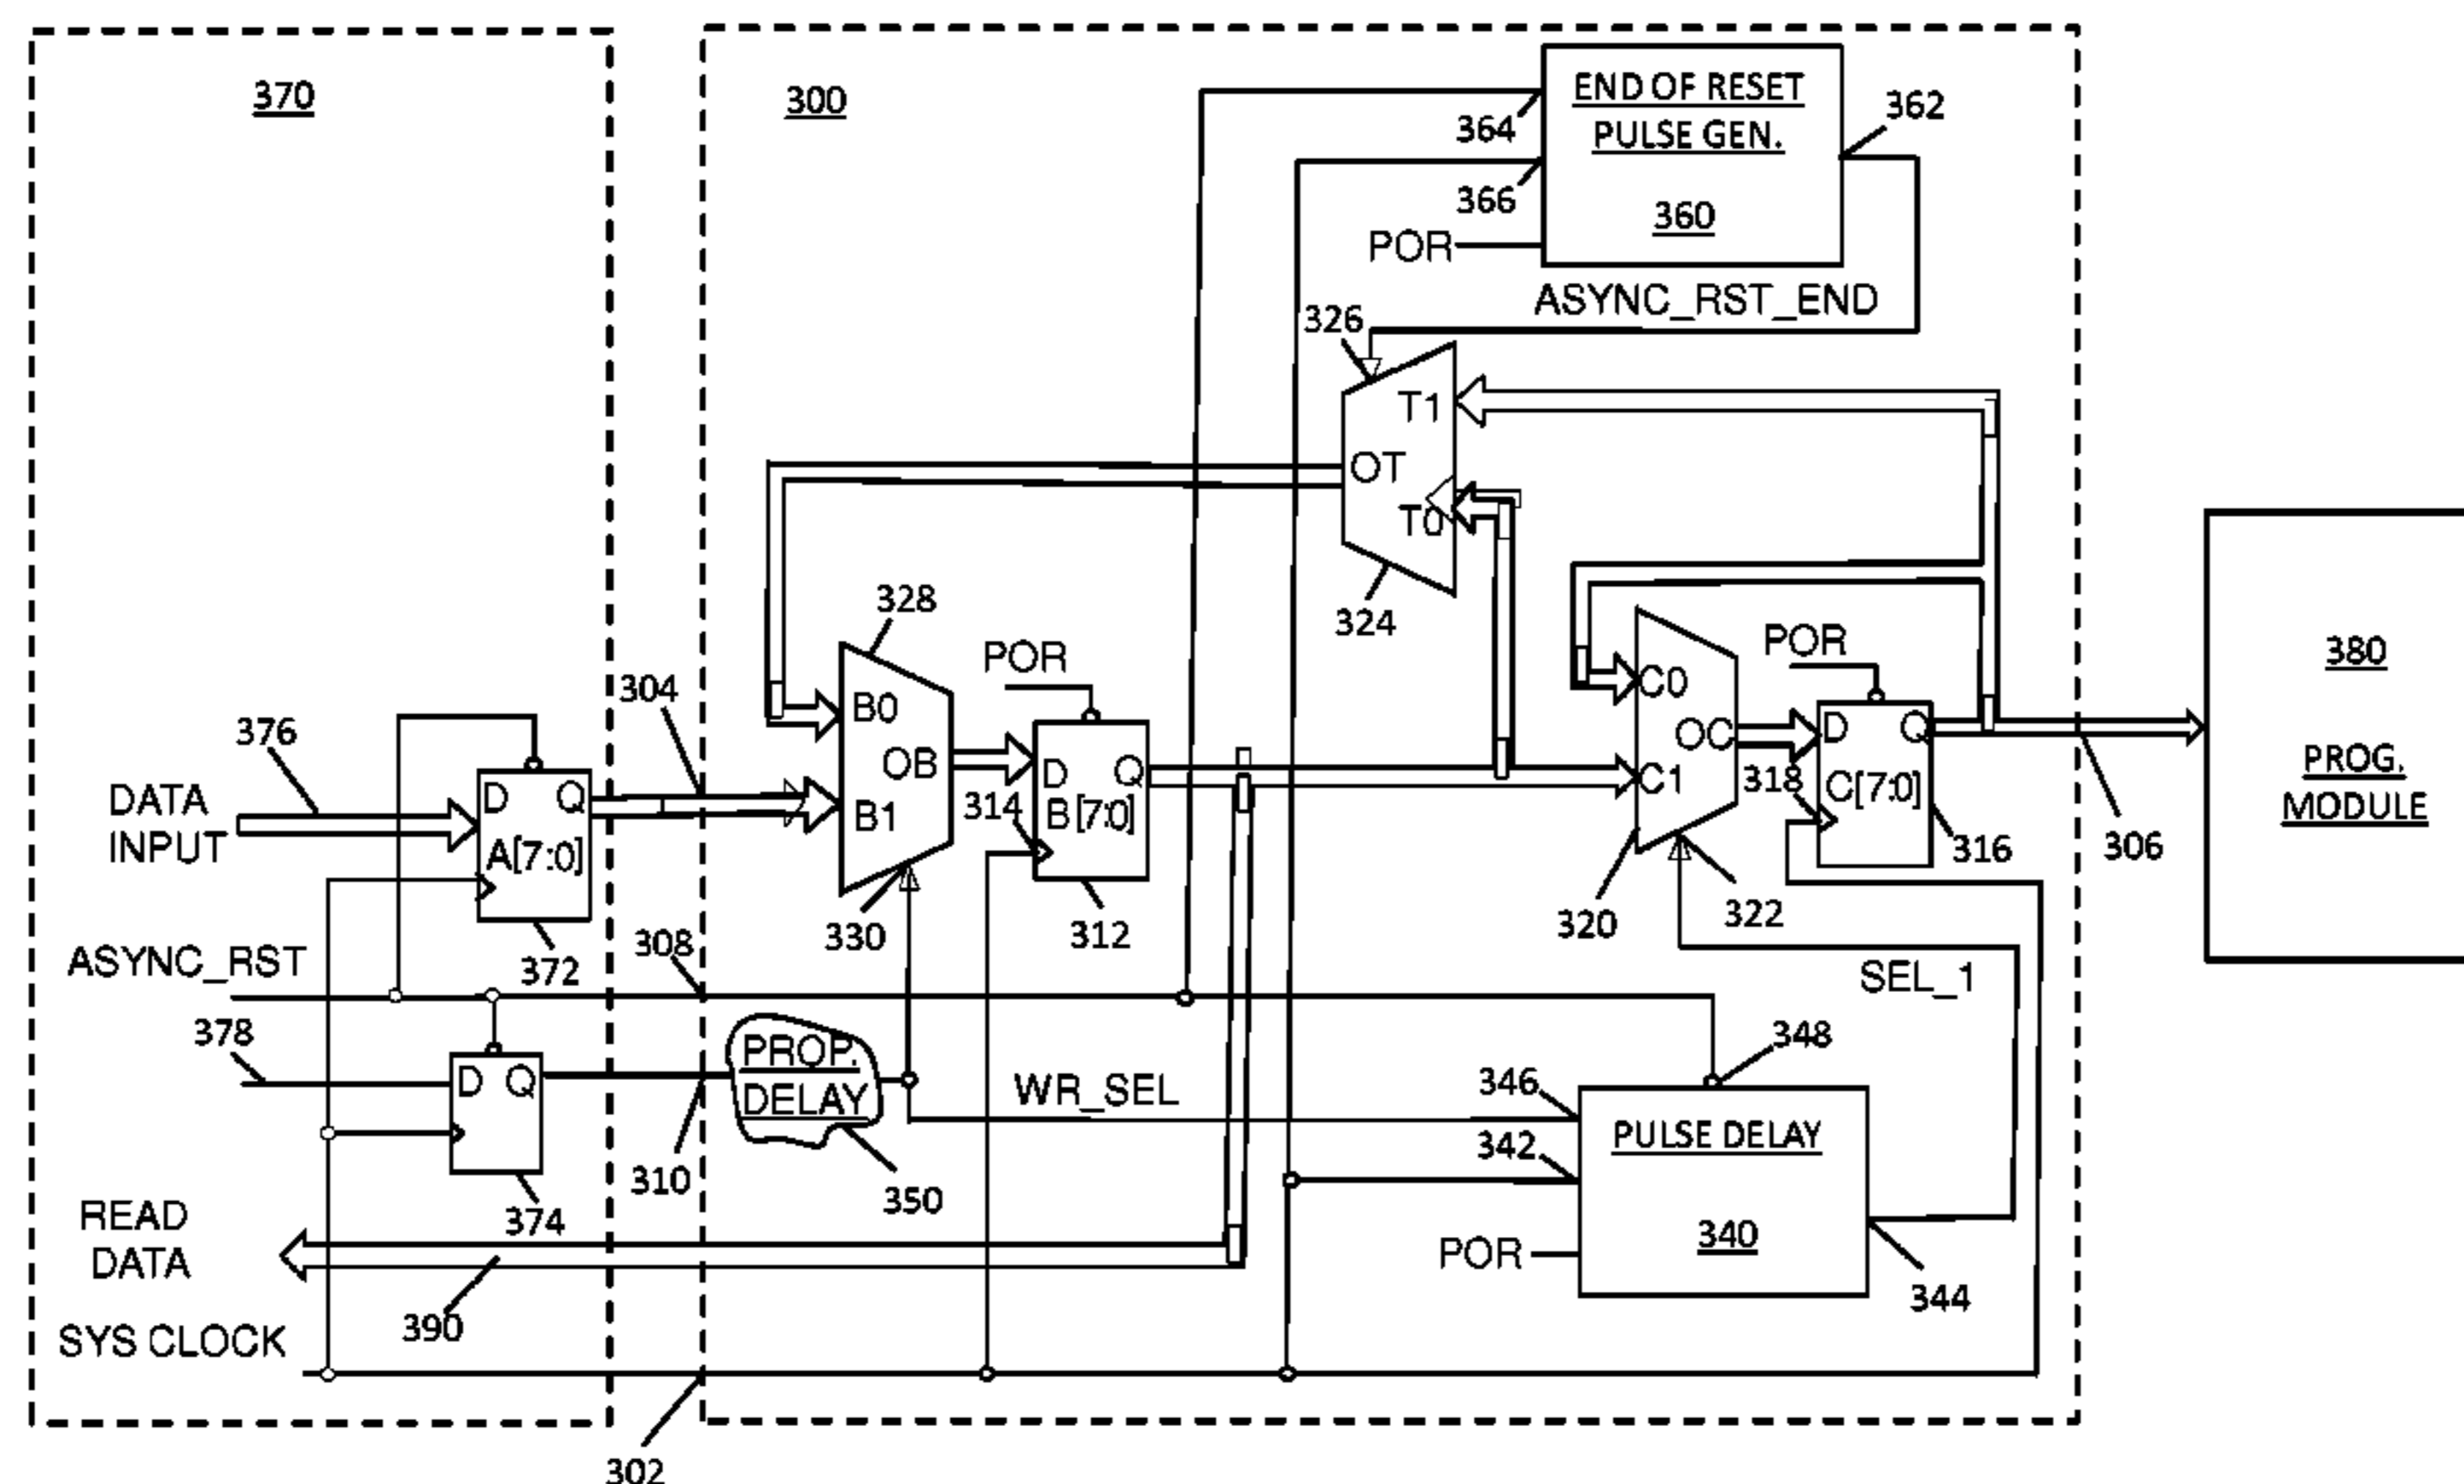 370
300
END OF RESET
PULSE GEN.
360
364
366
362
POR
ASYNC_RST_END
326
T1
OT
T0
324
328
POR
POR
380
PROG.
MODULE
304
376
DATA
INPUT
D Q
A[7:0]
372
B0
OB
B1
330
D Q
B[7:0]
314
312
C0
OC
C1
320
322
D Q
C[7:0]
318
316
306
ASYNC_RST
308
SEL_1
378
D Q
374
PROP.
DELAY
350
310
WR_SEL
348
346
342
PULSE DELAY
340
POR
344
READ
DATA
390
SYS CLOCK
302